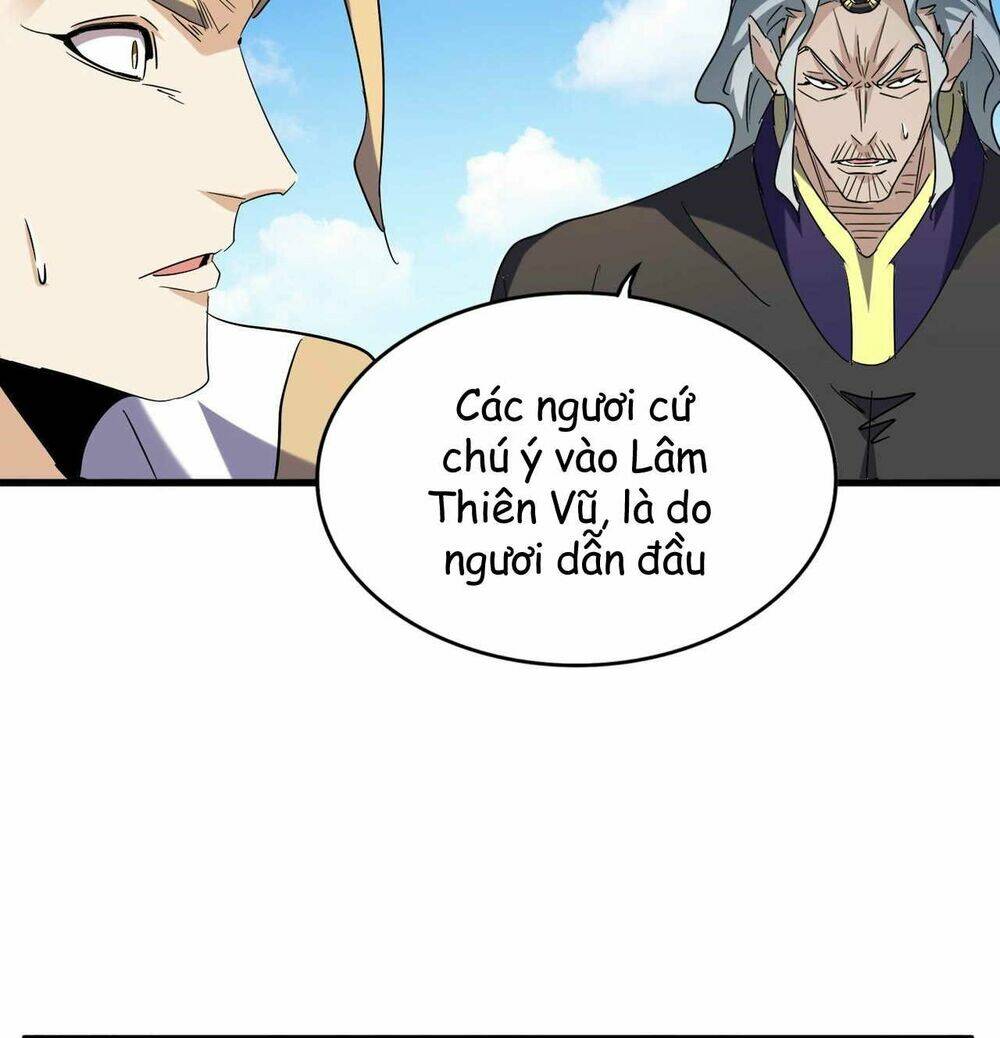 Các ngươi cứ
chú ý vào Lâm
Thiên Vũ, là do
ngươi dẫn đầu